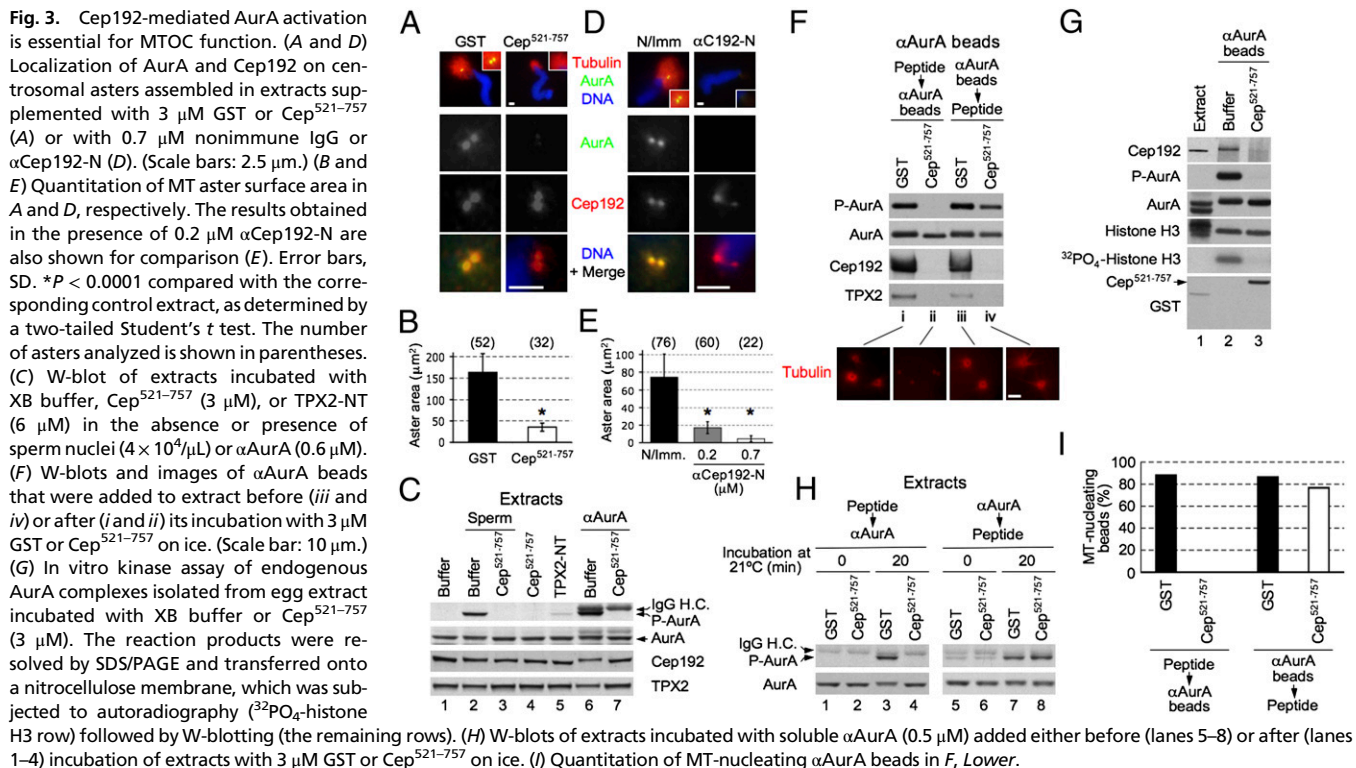 Fig. 3. Cep192-mediated AurA activation
is essential for MTOC function. (A and D)
Localization of AurA and Cep192 on cen-
trosomal asters assembled in extracts sup-
plemented with 3 μM GST or Cep521–757
(A) or with 0.7 μM nonimmune IgG or
αCep192-N (D). (Scale bars: 2.5 μm.) (B and
E) Quantitation of MT aster surface area in
A and D, respectively. The results obtained
in the presence of 0.2 μM αCep192-N are
also shown for comparison (E). Error bars,
SD. *P < 0.0001 compared with the corre-
sponding control extract, as determined by
a two-tailed Student's t test. The number
of asters analyzed is shown in parentheses.
(C) W-blot of extracts incubated with
XB buffer, Cep521–757 (3 μM), or TPX2-NT
(6 μM) in the absence or presence of
sperm nuclei (4 × 10⁴/μL) or αAurA (0.6 μM).
(F) W-blots and images of αAurA beads
that were added to extract before (iii and
iv) or after (i and ii) its incubation with 3 μM
GST or Cep521–757 on ice. (Scale bar: 10 μm.)
(G) In vitro kinase assay of endogenous
AurA complexes isolated from egg extract
incubated with XB buffer or Cep521–757
(3 μM). The reaction products were re-
solved by SDS/PAGE and transferred onto
a nitrocellulose membrane, which was sub-
jected to autoradiography (32PO4-histone
H3 row) followed by W-blotting (the remaining rows). (H) W-blots of extracts incubated with soluble αAurA (0.5 μM) added either before (lanes 5–8) or after (lanes
1–4) incubation of extracts with 3 μM GST or Cep521–757 on ice. (I) Quantitation of MT-nucleating αAurA beads in F, Lower.
A
GST Cep521-757
D
N/Imm αC192-N
Tubulin
AurA
DNA
AurA
Cep192
DNA
+ Merge
B
(52) (32)
Aster area (μm²)
200
150
100
50
0
*
GST Cep521-757
E
(76) (60) (22)
Aster area (μm²)
100
80
60
40
20
0
* *
N/Imm. 0.2 0.7
αCep192-N
(μM)
C
Extracts
Sperm αAurA
Buffer Buffer Cep521-757 Cep521-757 TPX2-NT Buffer Cep521-757
IgG H.C.
P-AurA
AurA
Cep192
TPX2
1 2 3 4 5 6 7
F
αAurA beads
Peptide αAurA
αAurA beads
beads Peptide
GST Cep521-757 GST Cep521-757
P-AurA
AurA
Cep192
TPX2
i ii iii iv
Tubulin
G
αAurA
beads
Extract Buffer Cep521-757
Cep192
P-AurA
AurA
Histone H3
32PO4-Histone H3
Cep521-757
GST
1 2 3
H
Extracts
Peptide αAurA
αAurA Peptide
Incubation at
21ºC (min)
0 20 0 20
GST Cep521-757 GST Cep521-757 GST Cep521-757 GST Cep521-757
IgG H.C.
P-AurA
AurA
1 2 3 4 5 6 7 8
I
MT-nucleating
beads (%)
100
80
60
40
20
0
GST Cep521-757 GST Cep521-757
Peptide αAurA
αAurA beads
beads Peptide